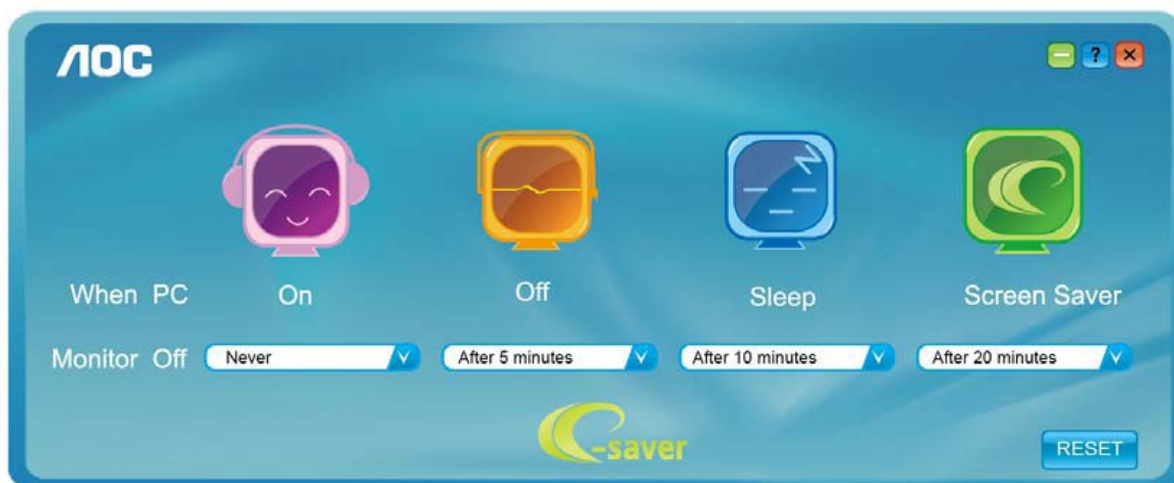 AOC
?
When PC On Off Sleep Screen Saver
Monitor Off Never After 5 minutes After 10 minutes After 20 minutes
e-saver
RESET